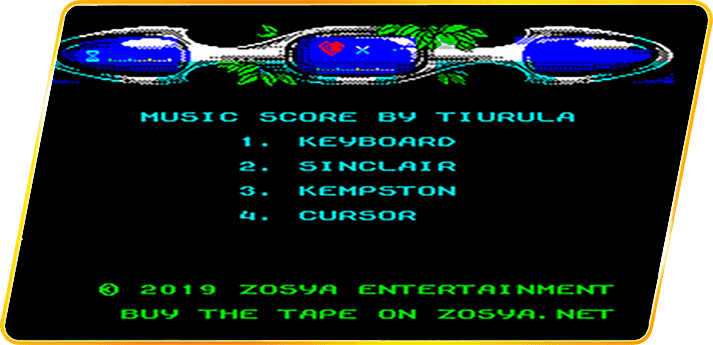 MUSIC SCORE BY TIURULA
1. KEYBOARD
2. SINCLAIR
3. KEMPSTON
4. CURSOR
© 2019 ZOSYA ENTERTAINMENT
BUY THE TAPE ON ZOSYA.NET